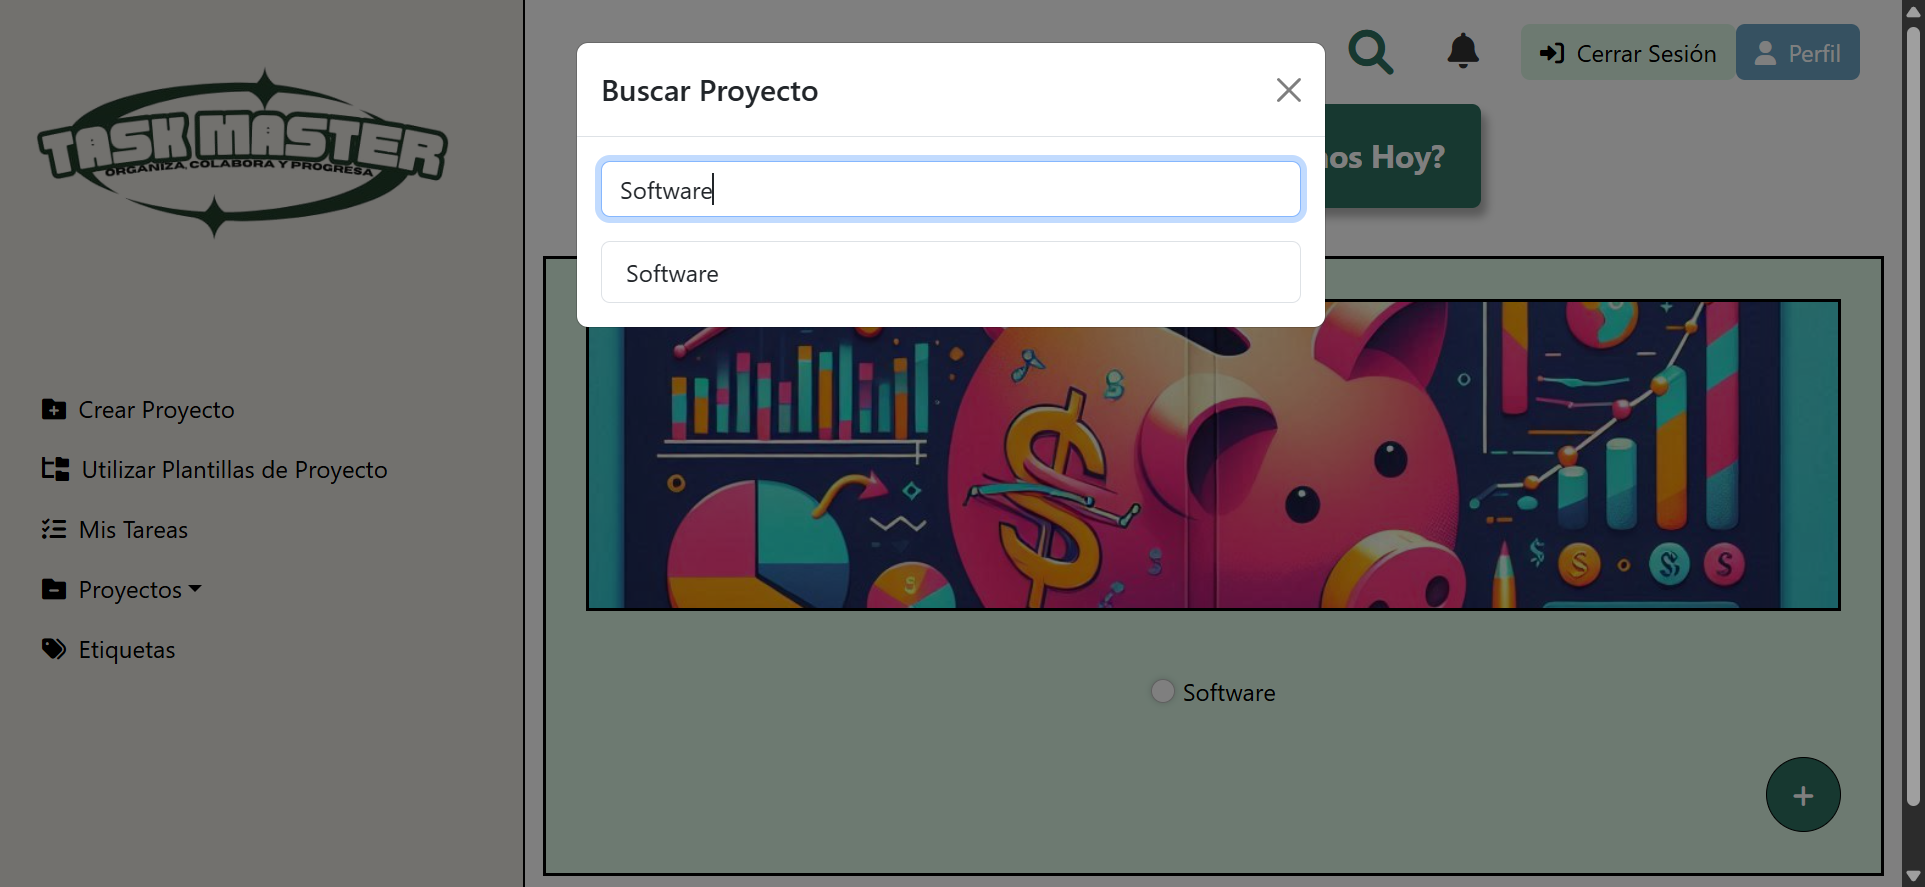 TASK MASTER
ORGANIZA, COLABORA Y PROGRESA
Crear Proyecto
Utilizar Plantillas de Proyecto
Mis Tareas
Proyectos
Etiquetas
Buscar Proyecto
Software
Software
Cerrar Sesión
Perfil
Hoy?
Software